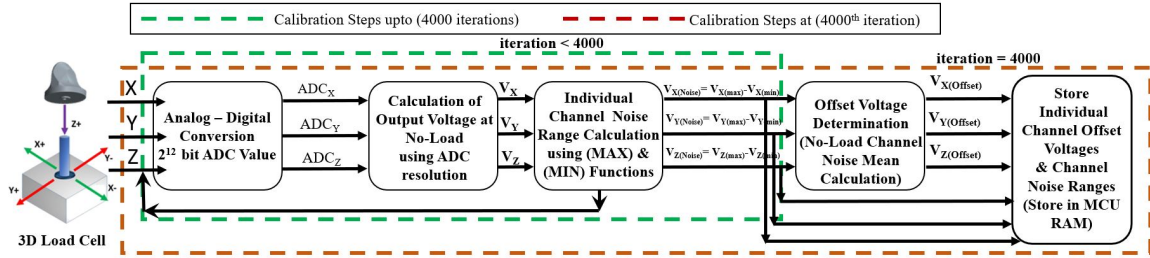 Calibration Steps upto (4000 iterations)
Calibration Steps at (4000th iteration)
iteration < 4000
iteration = 4000
Z+
X+
Y-
Y+
X-
3D Load Cell
X
Y
Z
Analog – Digital
Conversion
2^12 bit ADC Value
ADC_X
ADC_Y
ADC_Z
Calculation of
Output Voltage at
No-Load
using ADC
resolution
V_X
V_Y
V_Z
Individual
Channel Noise
Range Calculation
using (MAX) &
(MIN) Functions
V_X(Noise)= V_X(max)-V_X(min)
V_Y(Noise)= V_Y(max)-V_Y(min)
V_Z(Noise)= V_Z(max)-V_Z(min)
Offset Voltage
Determination
(No-Load Channel
Noise Mean
Calculation)
V_X(Offset)
V_Y(Offset)
V_Z(Offset)
Store
Individual
Channel Offset
Voltages
& Channel
Noise Ranges
(Store in MCU
RAM)